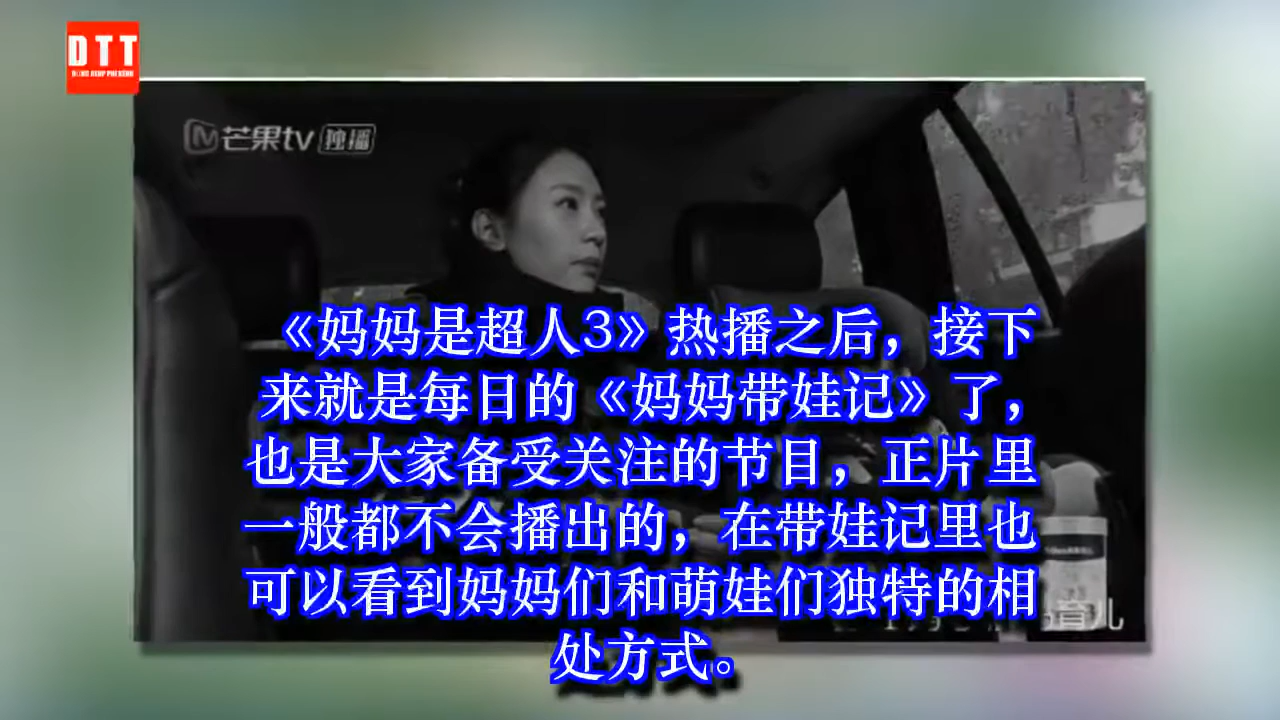 DTT
芒果tv 独播
《妈妈是超人3》热播之后，接下
来就是每日的《妈妈带娃记》了，
也是大家备受关注的节目，正片里
一般都不会播出的，在带娃记里也
可以看到妈妈们和萌娃们独特的相
处方式。
育儿